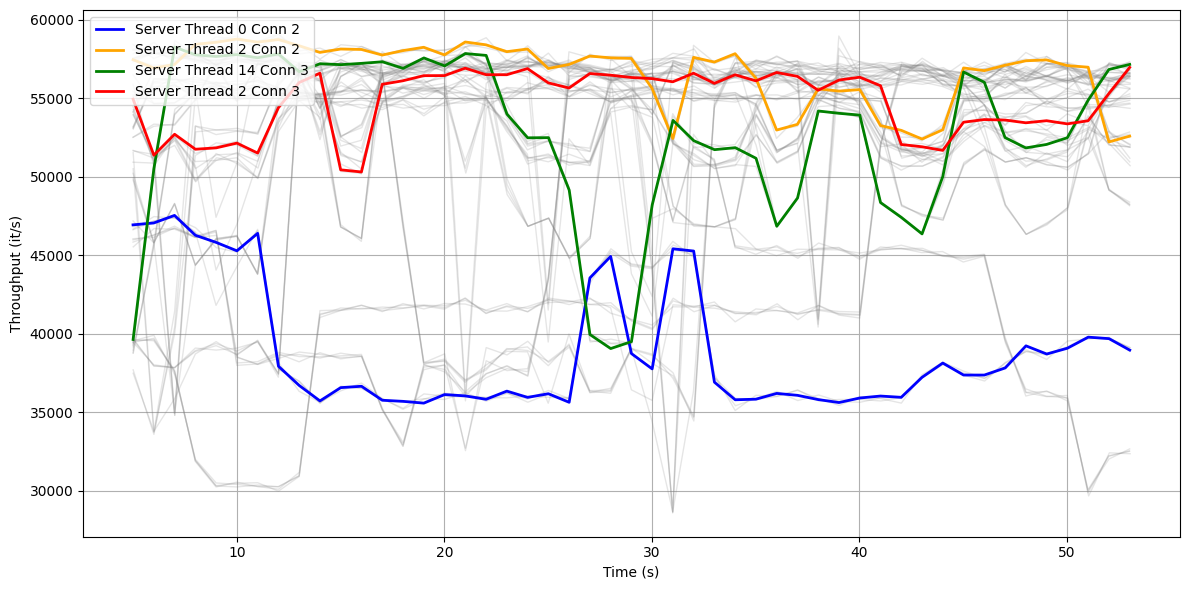 60000
55000
50000
45000
40000
35000
30000
Throughput (it/s)
Server Thread 0 Conn 2
Server Thread 2 Conn 2
Server Thread 14 Conn 3
Server Thread 2 Conn 3
10
20
30
40
50
Time (s)